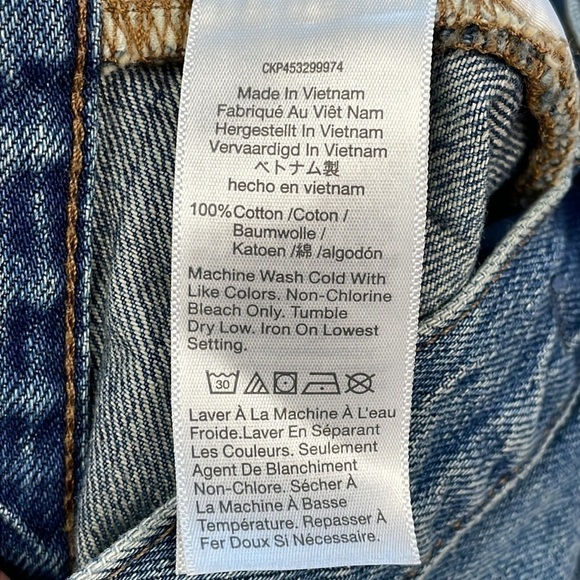 CKP453299974
Made In Vietnam
Fabriqué Au Viêt Nam
Hergestellt In Vietnam
Vervaardigd In Vietnam
ベトナム製
hecho en vietnam
100%Cotton /Coton /
Baumwolle /
Katoen /綿 /algodón
Machine Wash Cold With
Like Colors. Non-Chlorine
Bleach Only. Tumble
Dry Low. Iron On Lowest
Setting.
30
Laver À La Machine À L'eau
Froide.Laver En Séparant
Les Couleurs. Seulement
Agent De Blanchiment
Non-Chlore. Sécher À
La Machine À Basse
Température. Repasser À
Fer Doux Si Nécessaire.